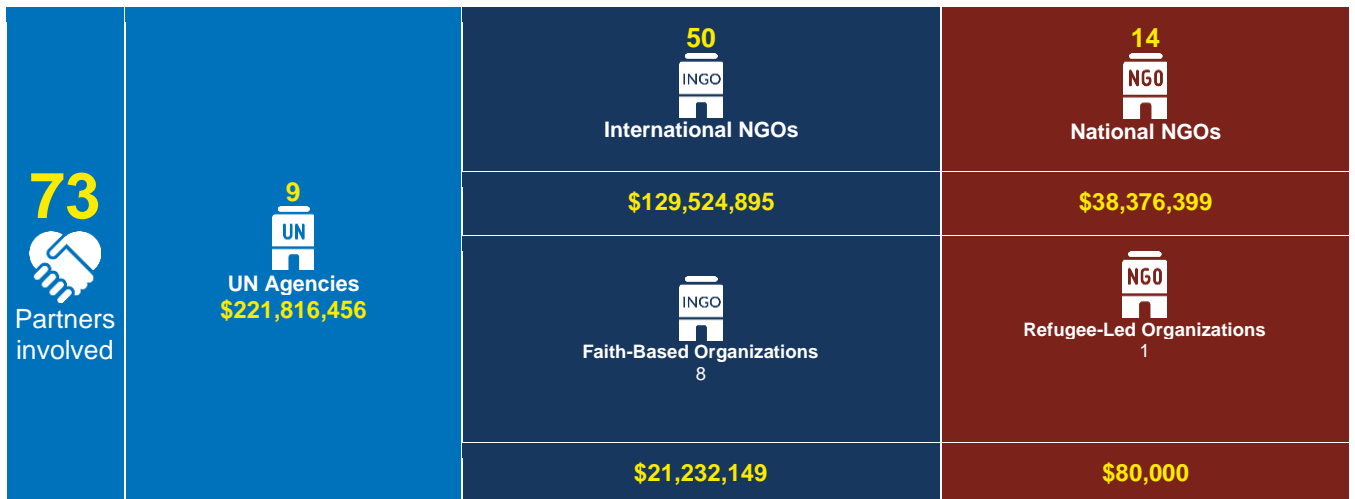 73
Partners
involved
9
UN
UN Agencies
$221,816,456
50
INGO
International NGOs
$129,524,895
INGO
Faith-Based Organizations
8
$21,232,149
14
NGO
National NGOs
$38,376,399
NGO
Refugee-Led Organizations
1
$80,000